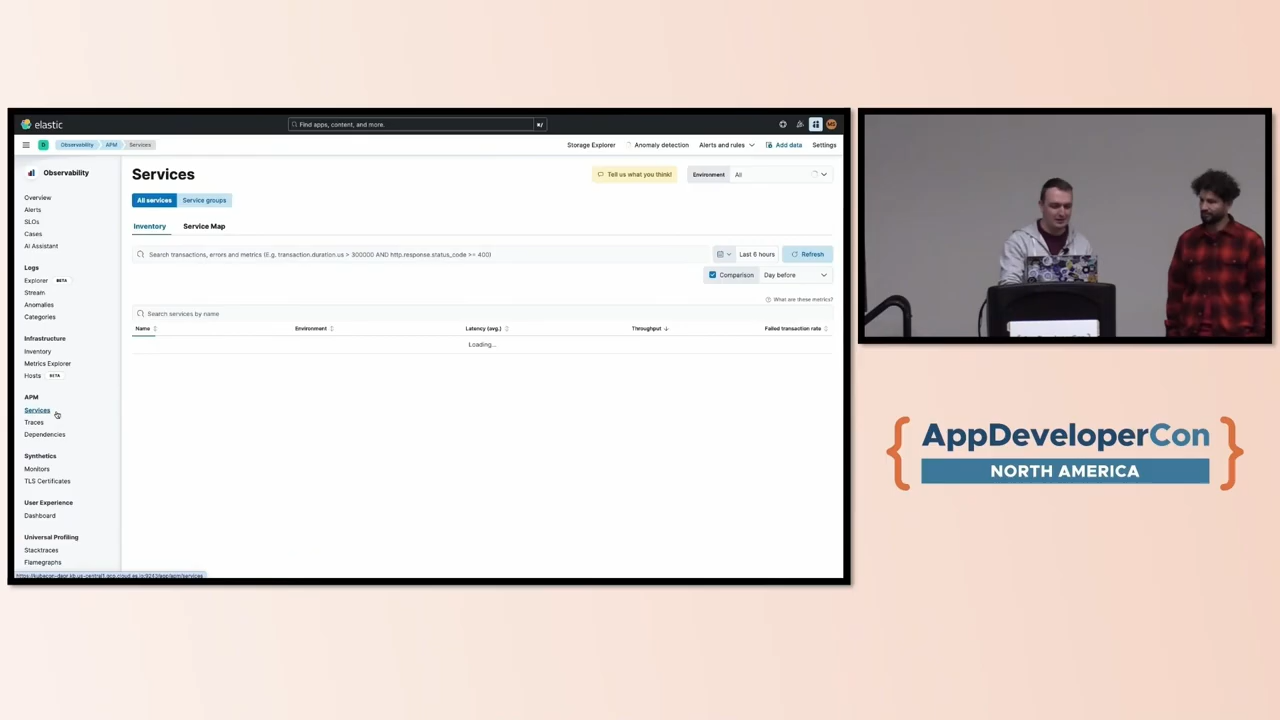 elastic
Find apps, content, and more.
⌘/
D
Observability
APM
Services
Storage Explorer
Anomaly detection
Alerts and rules
Add data
Settings
Observability
Overview
Alerts
SLOs
Cases
AI Assistant
Logs
Explorer BETA
Stream
Anomalies
Categories
Infrastructure
Inventory
Metrics Explorer
Hosts BETA
APM
Services
Traces
Dependencies
Synthetics
Monitors
TLS Certificates
User Experience
Dashboard
Universal Profiling
Stacktraces
Flamegraphs
Services
Tell us what you think!
Environment All
All services Service groups
Inventory Service Map
Search transactions, errors and metrics (E.g. transaction.duration.us > 300000 AND http.response.status_code >= 400)
Last 6 hours
Refresh
Comparison Day before
What are these metrics?
Search services by name
Name Environment Latency (avg.) Throughput Failed transaction rate
Loading...
AppDeveloperCon
NORTH AMERICA